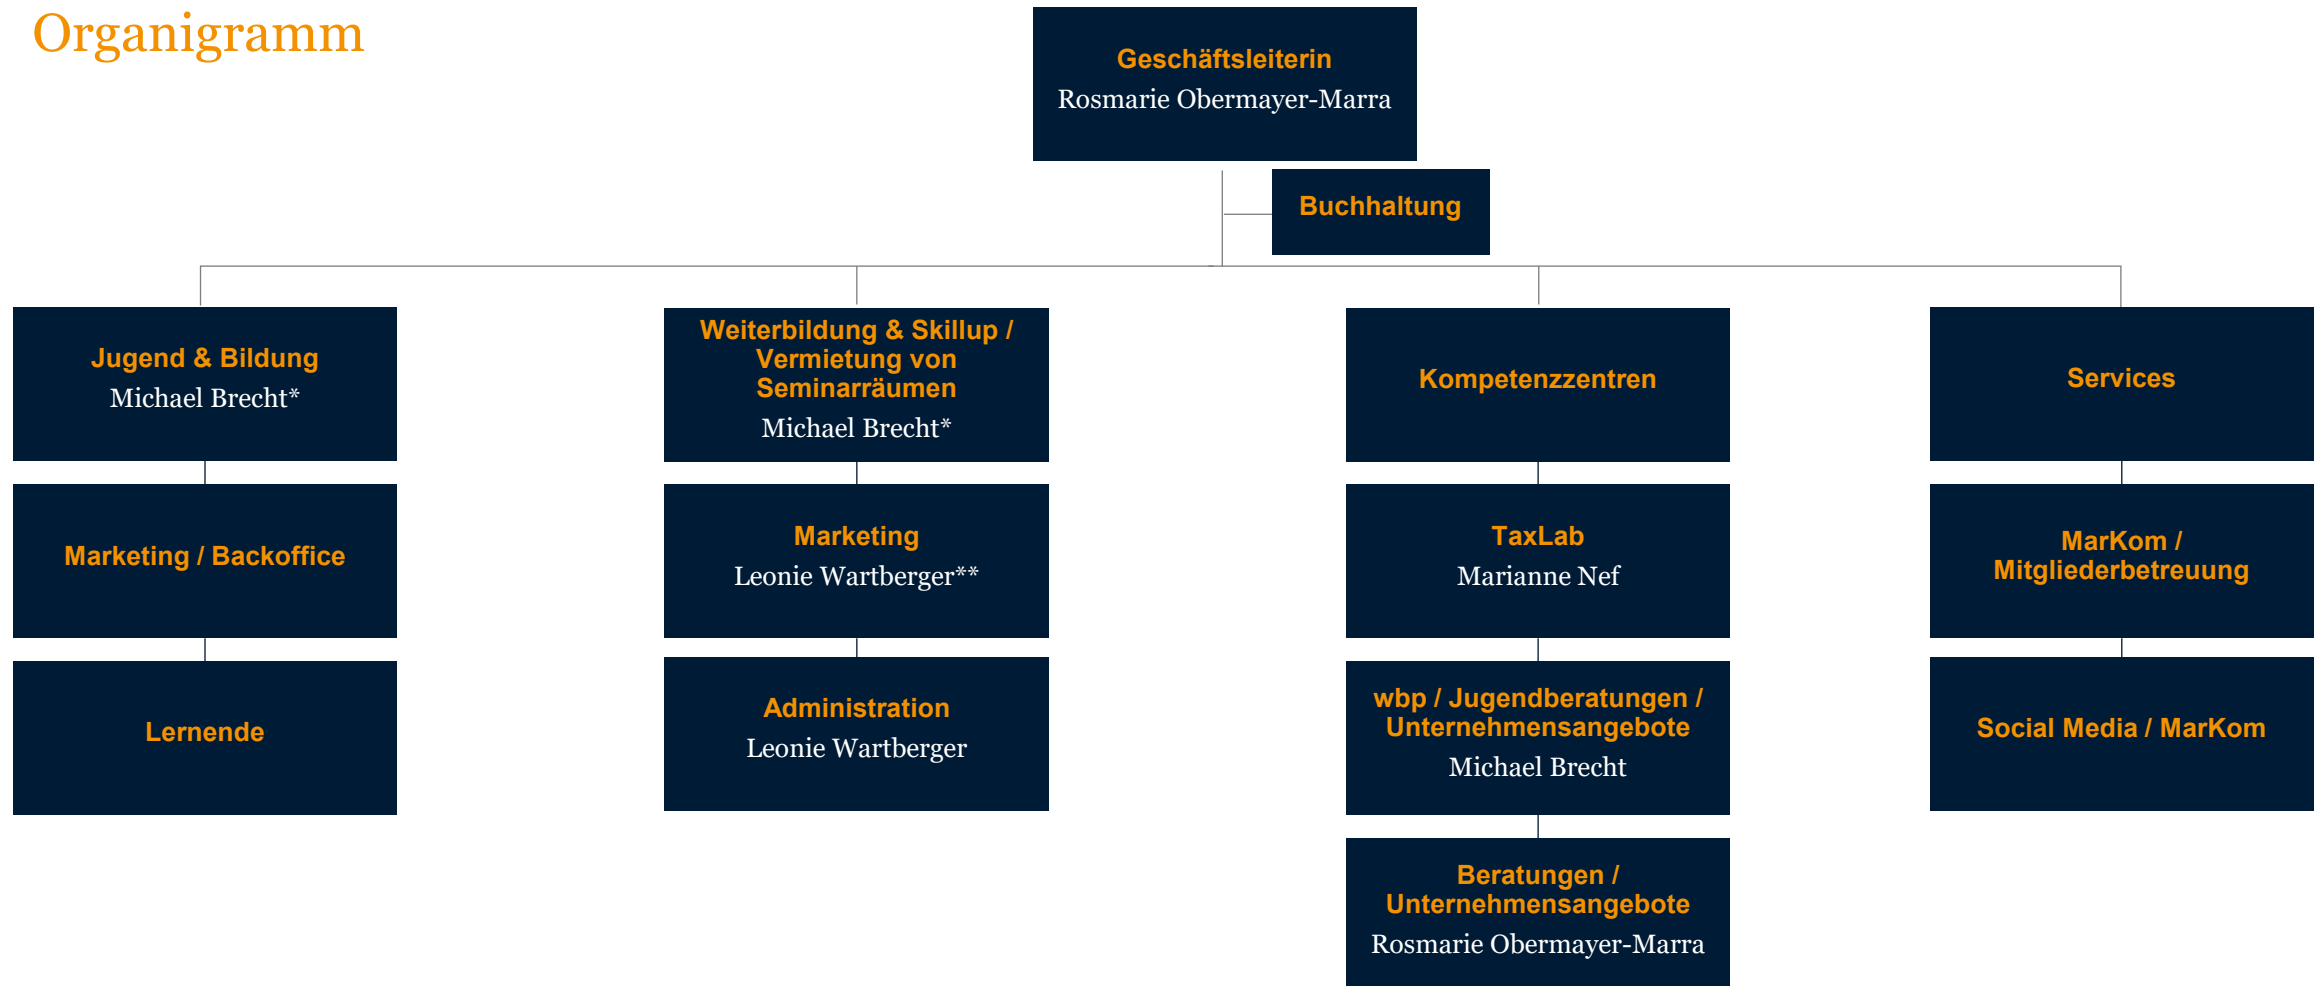 Organigramm
Geschäftsleiterin
Rosmarie Obermayer-Marra
Buchhaltung
Jugend & Bildung
Michael Brecht*
Marketing / Backoffice
Lernende
Weiterbildung & Skillup /
Vermietung von
Seminarräumen
Michael Brecht*
Marketing
Leonie Wartberger**
Administration
Leonie Wartberger
Kompetenzzentren
TaxLab
Marianne Nef
wbp / Jugendberatungen /
Unternehmensangebote
Michael Brecht
Beratungen /
Unternehmensangebote
Rosmarie Obermayer-Marra
Services
MarKom /
Mitgliederbetreuung
Social Media / MarKom